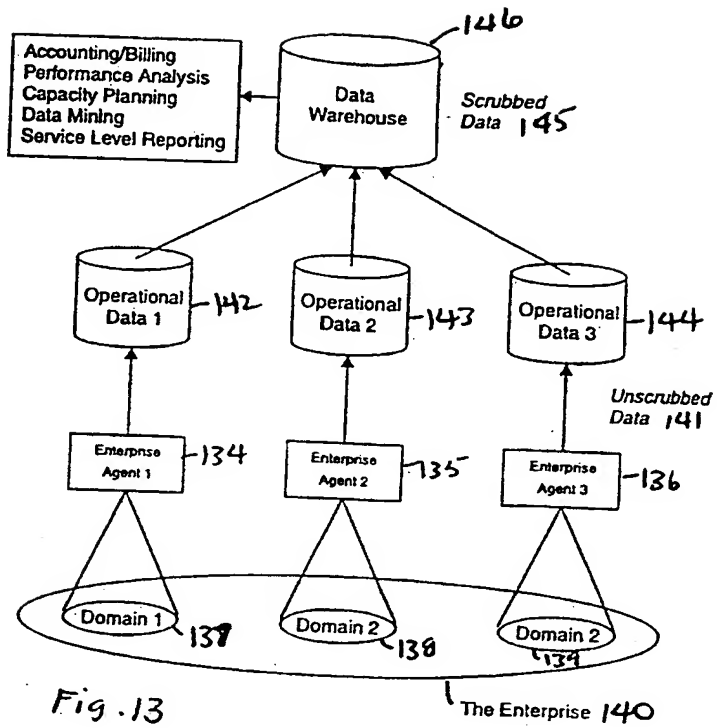 146
Accounting/Billing
Performance Analysis
Capacity Planning
Data Mining
Service Level Reporting
Data
Warehouse
Scrubbed
Data 145
Operational
Data 1
142
Operational
Data 2
143
Operational
Data 3
144
Unscrubbed
Data 141
Enterprise
Agent 1
134
Enterprise
Agent 2
135
Enterprise
Agent 3
136
Domain 1
137
Domain 2
138
Domain 2
139
Fig. 13
The Enterprise 140